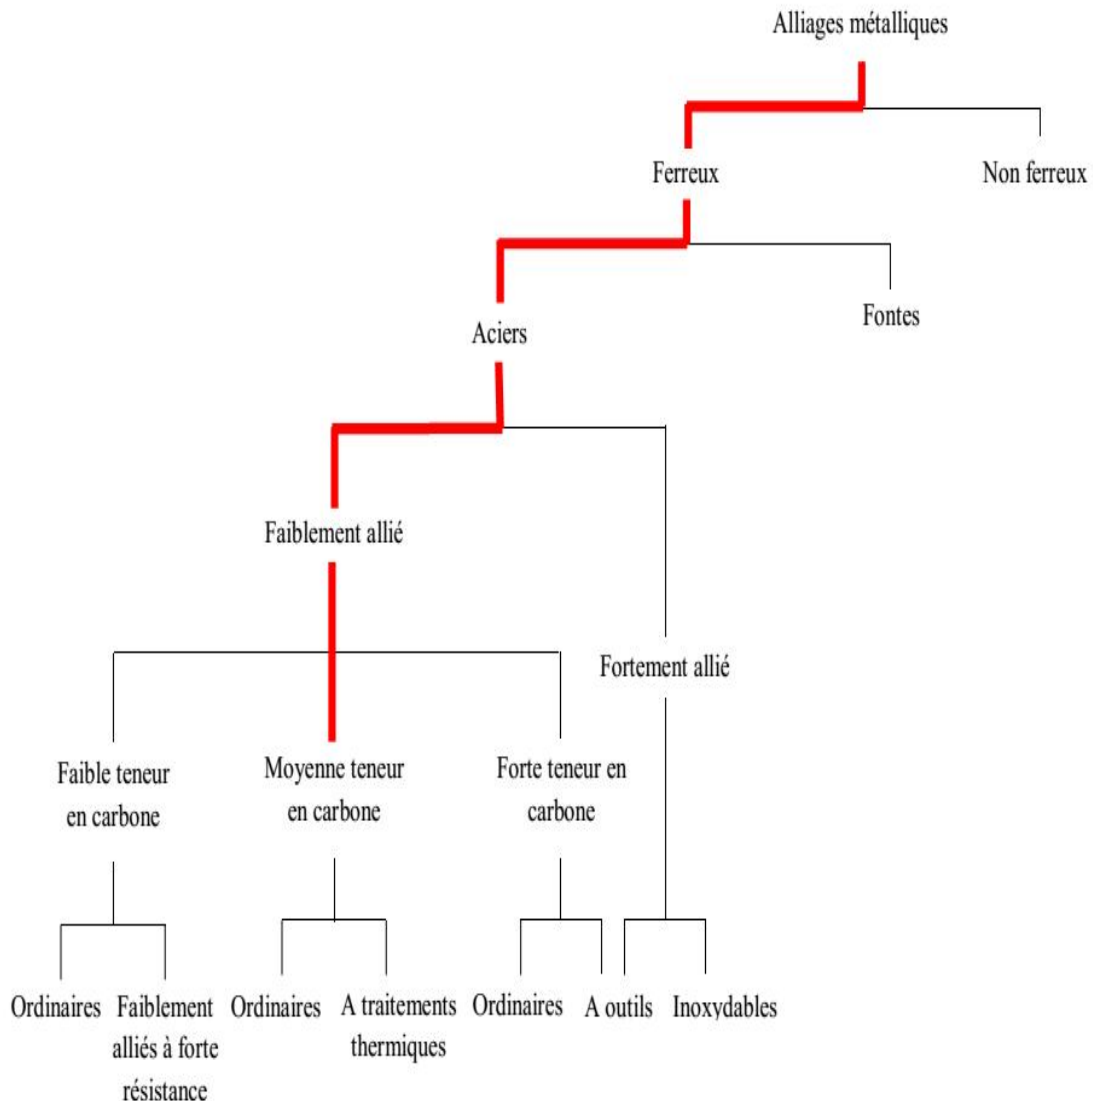 Alliages métalliques
Ferreux
Non ferreux
Fontes
Aciers
Faiblement allié
Fortement allié
Faible teneur
en carbone
Moyenne teneur
en carbone
Forte teneur en
carbone
Ordinaires
Faiblement
alliés à forte
résistance
Ordinaires
A traitements
thermiques
Ordinaires
A outils
Inoxydables